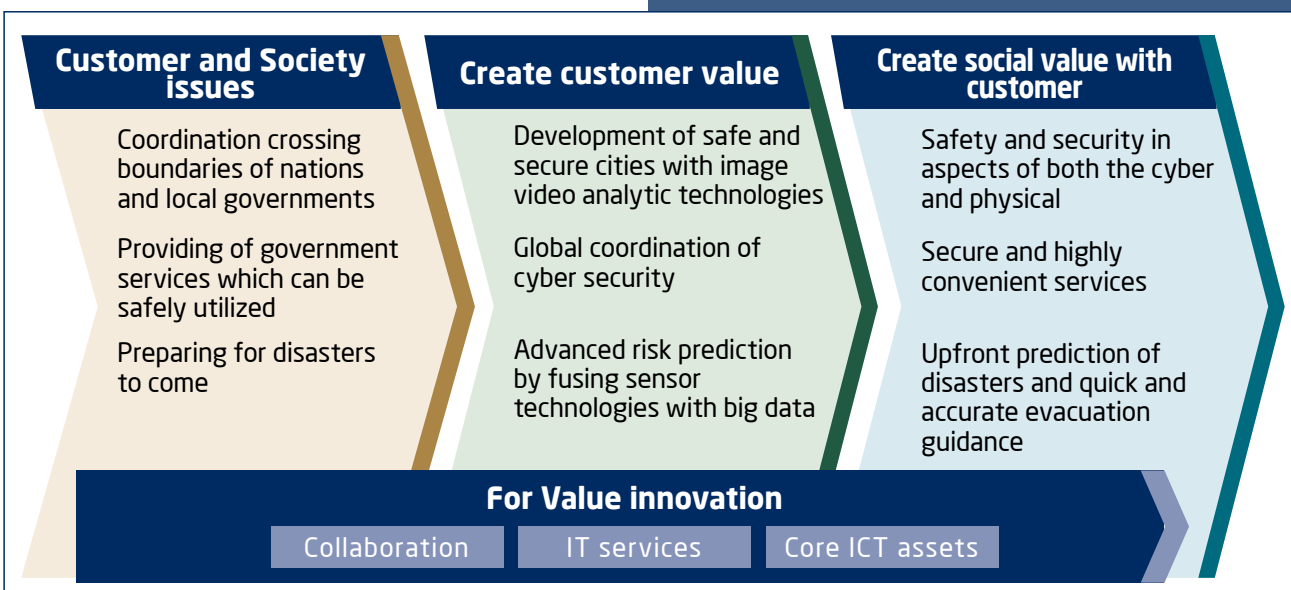 Customer and Society
issues
Coordination crossing
boundaries of nations
and local governments
Providing of government
services which can be
safely utilized
Preparing for disasters
to come
Create customer value
Development of safe and
secure cities with image
video analytic technologies
Global coordination of
cyber security
Advanced risk prediction
by fusing sensor
technologies with big data
Create social value with
customer
Safety and security in
aspects of both the cyber
and physical
Secure and highly
convenient services
Upfront prediction of
disasters and quick and
accurate evacuation
guidance
For Value innovation
Collaboration
IT services
Core ICT assets